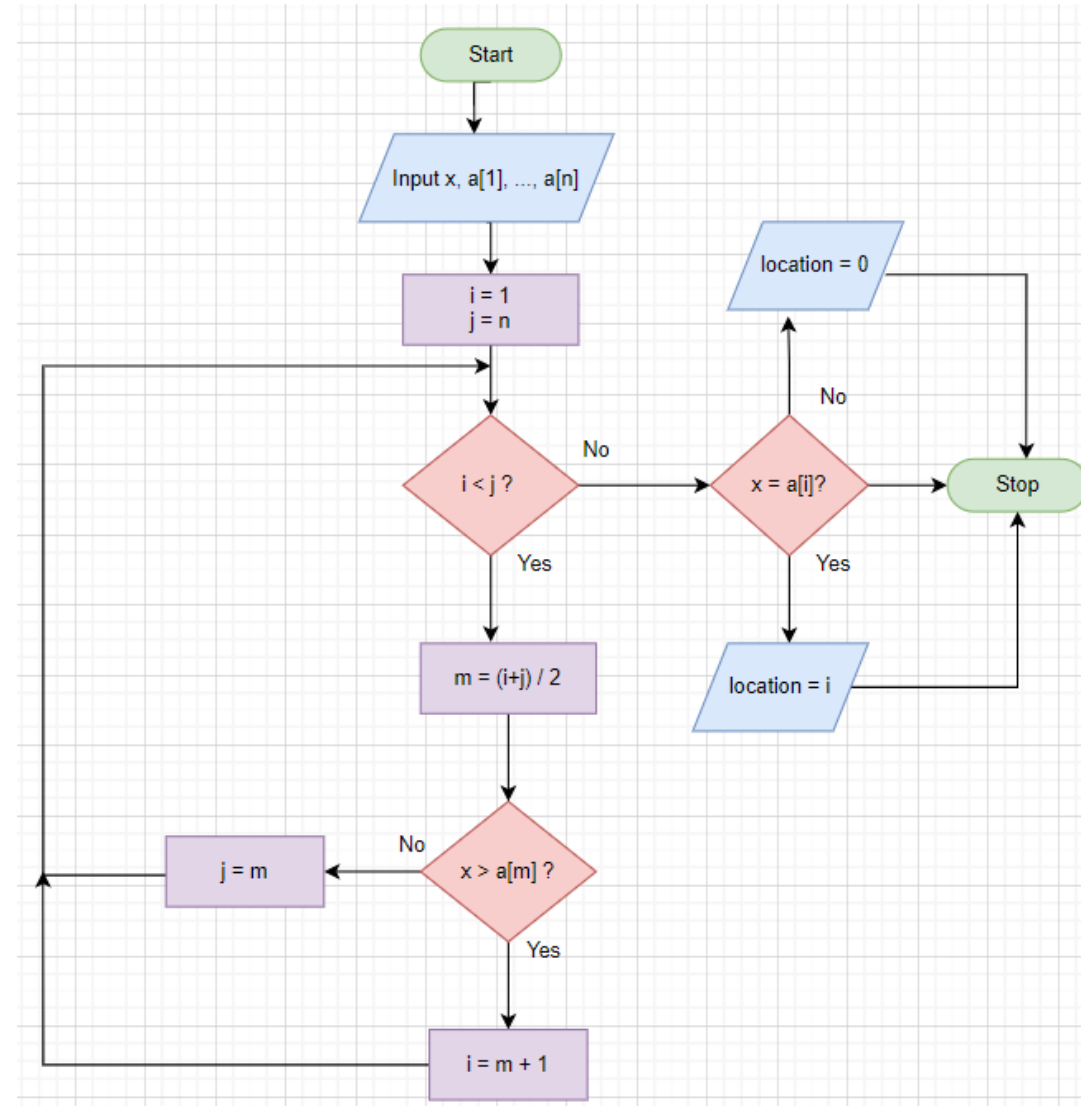 Start
Input x, a[1], ..., a[n]
i = 1
j = n
i < j ?
No
Yes
m = (i+j) / 2
x > a[m] ?
No
j = m
Yes
i = m + 1
x = a[i]?
No
location = 0
Yes
location = i
Stop